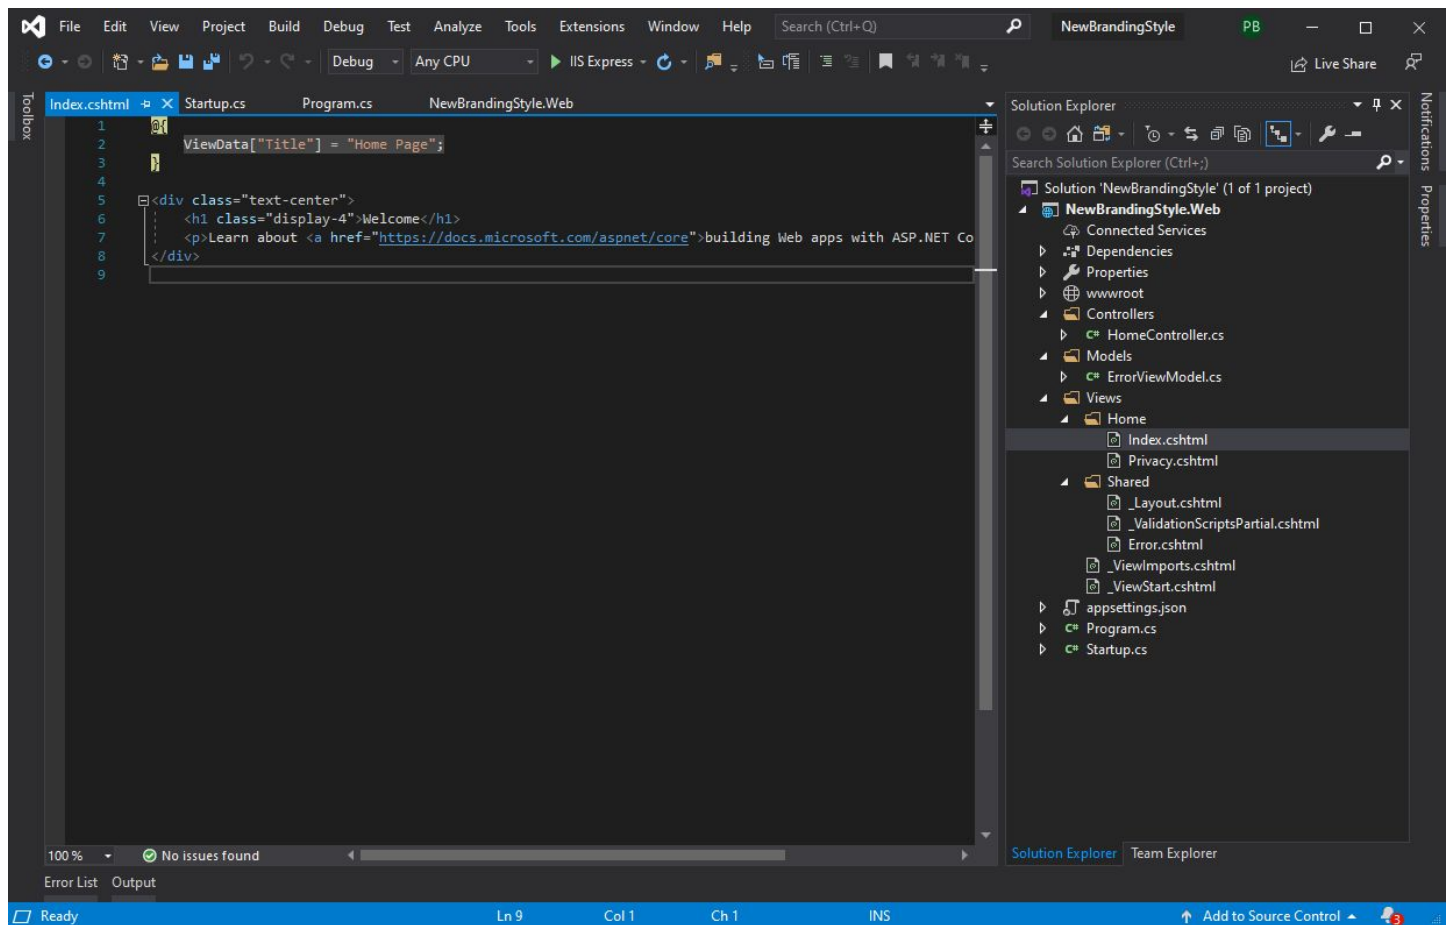 File Edit View Project Build Debug Test Analyze Tools Extensions Window Help Search (Ctrl+Q) NewBrandingStyle PB
Debug Any CPU IIS Express Live Share
Toolbox
Index.cshtml Startup.cs Program.cs NewBrandingStyle.Web
1 @{
2 ViewData["Title"] = "Home Page";
3 }
4
5 <div class="text-center">
6 <h1 class="display-4">Welcome</h1>
7 <p>Learn about <a href="https://docs.microsoft.com/aspnet/core">building Web apps with ASP.NET Co
8 </div>
9
100 % No issues found
Error List Output
Solution Explorer
Search Solution Explorer (Ctrl+;)
Solution 'NewBrandingStyle' (1 of 1 project)
NewBrandingStyle.Web
Connected Services
Dependencies
Properties
wwwroot
Controllers
C# HomeController.cs
Models
C# ErrorViewModel.cs
Views
Home
Index.cshtml
Privacy.cshtml
Shared
_Layout.cshtml
_ValidationScriptsPartial.cshtml
Error.cshtml
_ViewImports.cshtml
_ViewStart.cshtml
appsettings.json
C# Program.cs
C# Startup.cs
Solution Explorer Team Explorer
Notifications
Properties
Ready Ln 9 Col 1 Ch 1 INS Add to Source Control 3